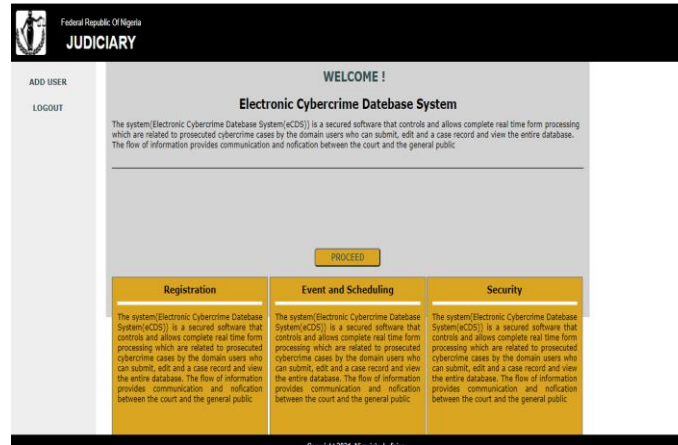 Federal Republic Of Nigeria
JUDICIARY
ADD USER
LOGOUT
WELCOME !
Electronic Cybercrime Datebase System
The system(Electronic Cybercrime Database System(eCDS)) is a secured software that controls and allows complete real time form processing
which are related to prosecuted cybercrime cases by the domain users who can submit, edit and a case record and view the entire database.
The flow of information provides communication and nofication between the court and the general public
PROCEED
Registration
The system(Electronic Cybercrime Database
System(eCDS)) is a secured software that
controls and allows complete real time form
processing which are related to prosecuted
cybercrime cases by the domain users who
can submit, edit and a case record and view
the entire database. The flow of information
provides communication and nofication
between the court and the general public
Event and Scheduling
The system(Electronic Cybercrime Database
System(eCDS)) is a secured software that
controls and allows complete real time form
processing which are related to prosecuted
cybercrime cases by the domain users who
can submit, edit and a case record and view
the entire database. The flow of information
provides communication and nofication
between the court and the general public
Security
The system(Electronic Cybercrime Database
System(eCDS)) is a secured software that
controls and allows complete real time form
processing which are related to prosecuted
cybercrime cases by the domain users who
can submit, edit and a case record and view
the entire database. The flow of information
provides communication and nofication
between the court and the general public